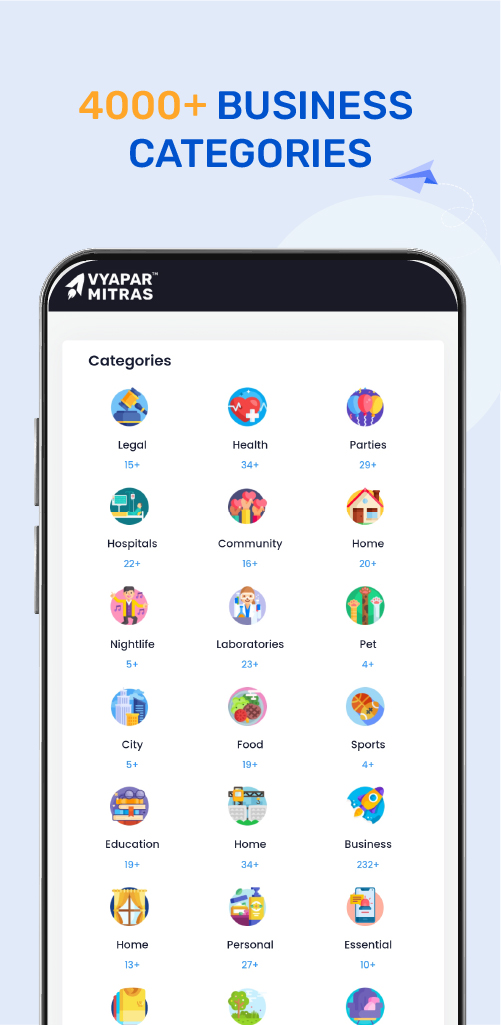 4000+ BUSINESS
CATEGORIES
VYAPAR™
MITRAS
Categories
Legal
Health
Parties
15+
34+
29+
Hospitals
Community
Home
22+
16+
20+
Nightlife
Laboratories
Pet
5+
23+
4+
City
Food
Sports
5+
19+
4+
Education
Home
Business
19+
34+
232+
Home
Personal
Essential
13+
27+
10+